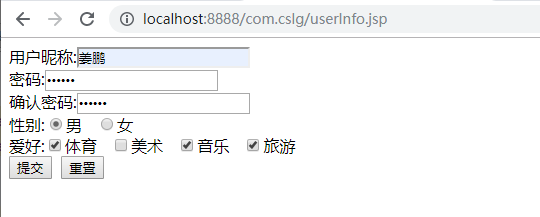 localhost:8888/com.cslg/userInfo.jsp
用户昵称:姜鹏
密码:••••••
确认密码:••••••
性别: 男 女
爱好: 体育 美术 音乐 旅游
提交 重置